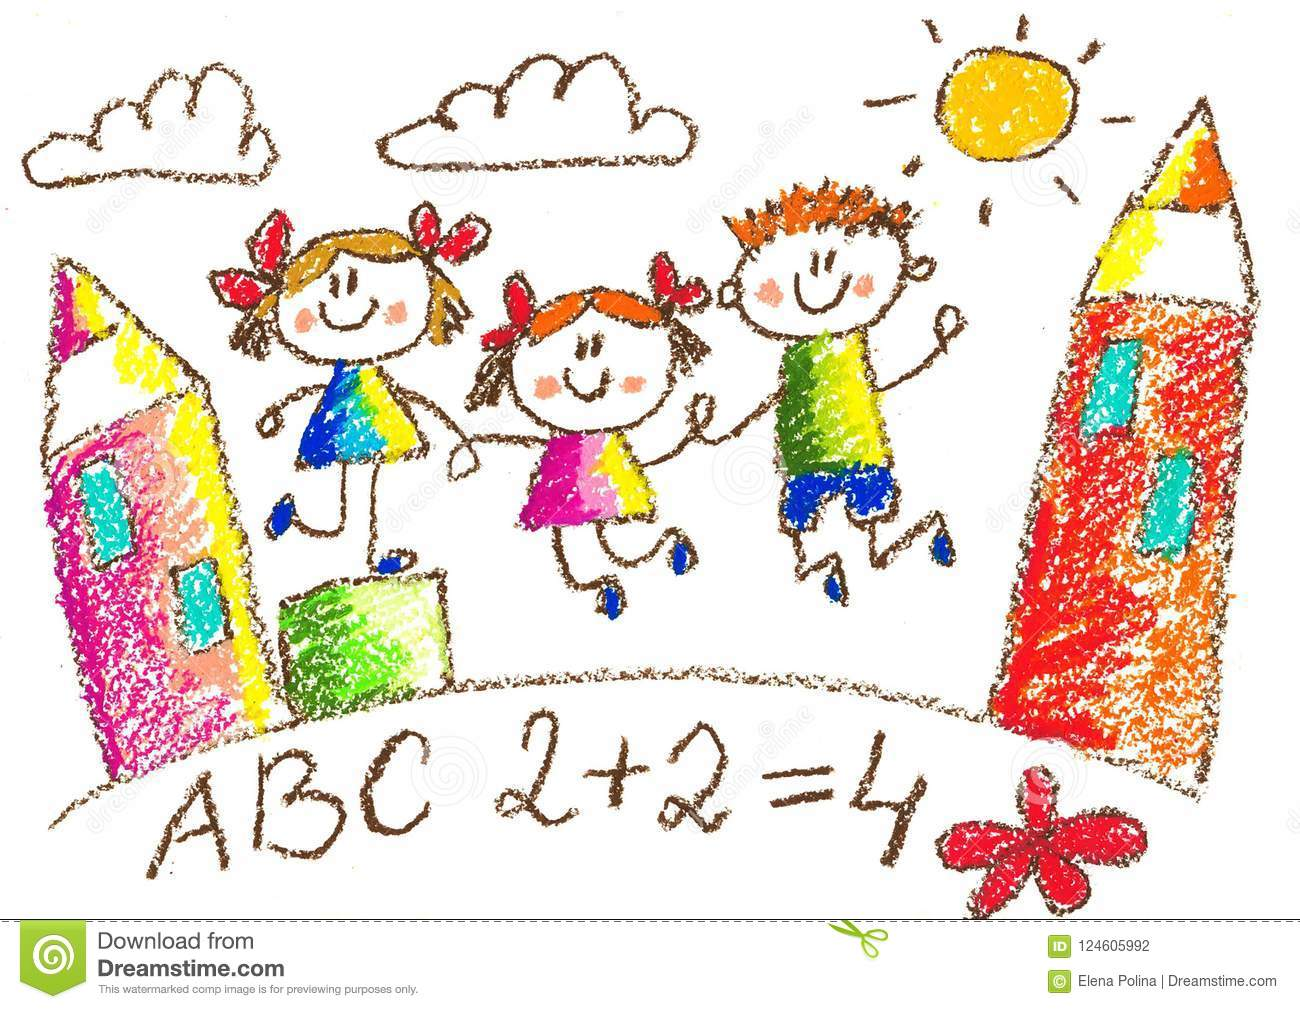 ABC 2+2=4
Download from
Dreamstime.com
This watermarked comp image is for previewing purposes only.
ID 124605992
© Elena Polina | Dreamstime.com